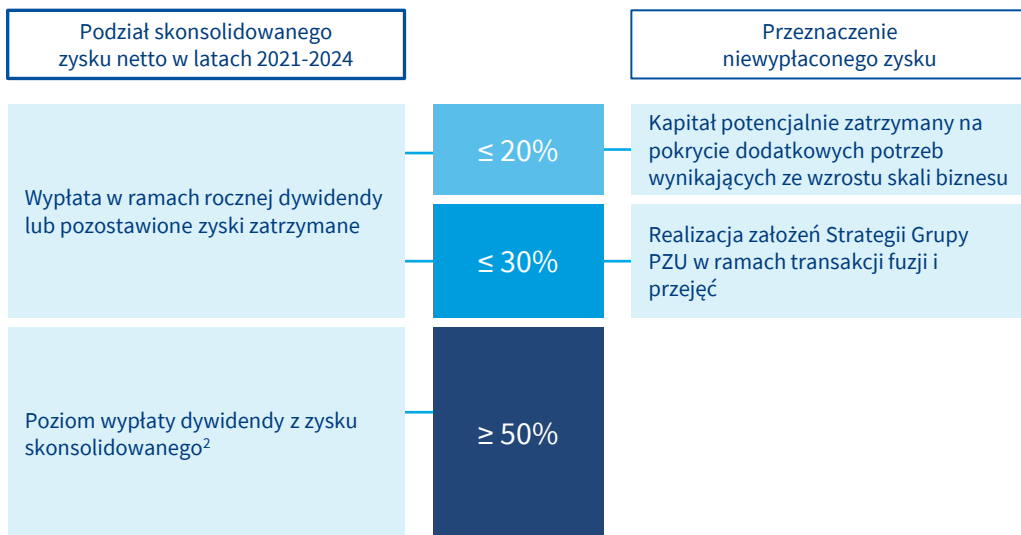 Podział skonsolidowanego
zysku netto w latach 2021-2024
Przeznaczenie
niewypłaconego zysku
Wypłata w ramach rocznej dywidendy
lub pozostawione zyski zatrzymane
≤ 20%
Kapitał potencjalnie zatrzymany na
pokrycie dodatkowych potrzeb
wynikających ze wzrostu skali biznesu
≤ 30%
Realizacja założeń Strategii Grupy
PZU w ramach transakcji fuzji i
przejęć
Poziom wypłaty dywidendy z zysku
skonsolidowanego²
≥ 50%